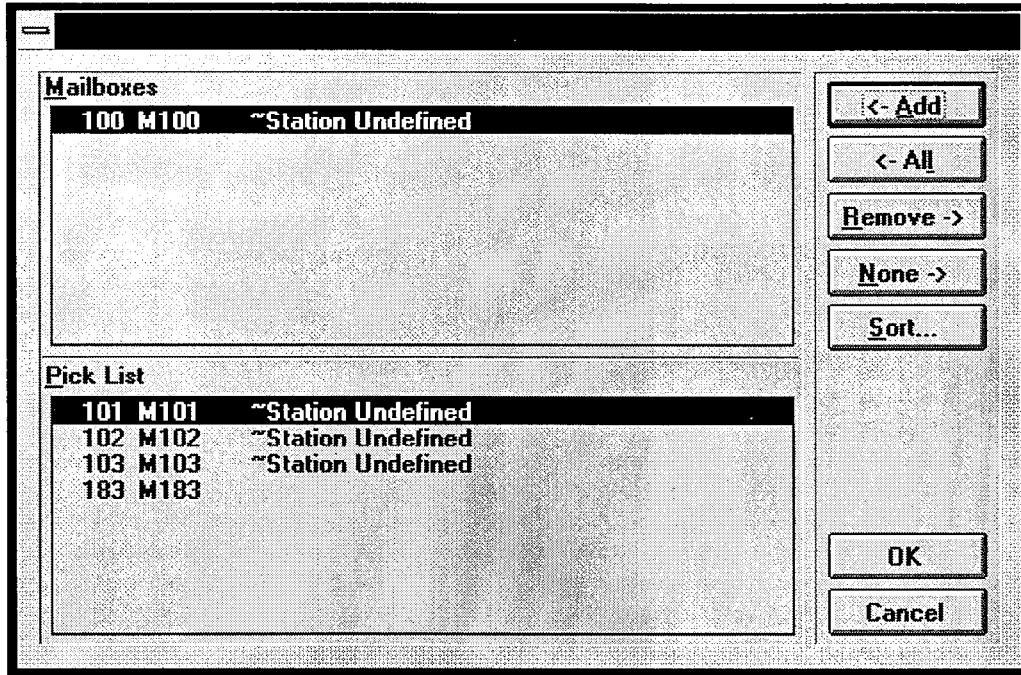 Mailboxes
100 M100 ~Station Undefined
Pick List
101 M101 ~Station Undefined
102 M102 ~Station Undefined
103 M103 ~Station Undefined
183 M183
<- Add
<- All
Remove ->
None ->
Sort...
OK
Cancel